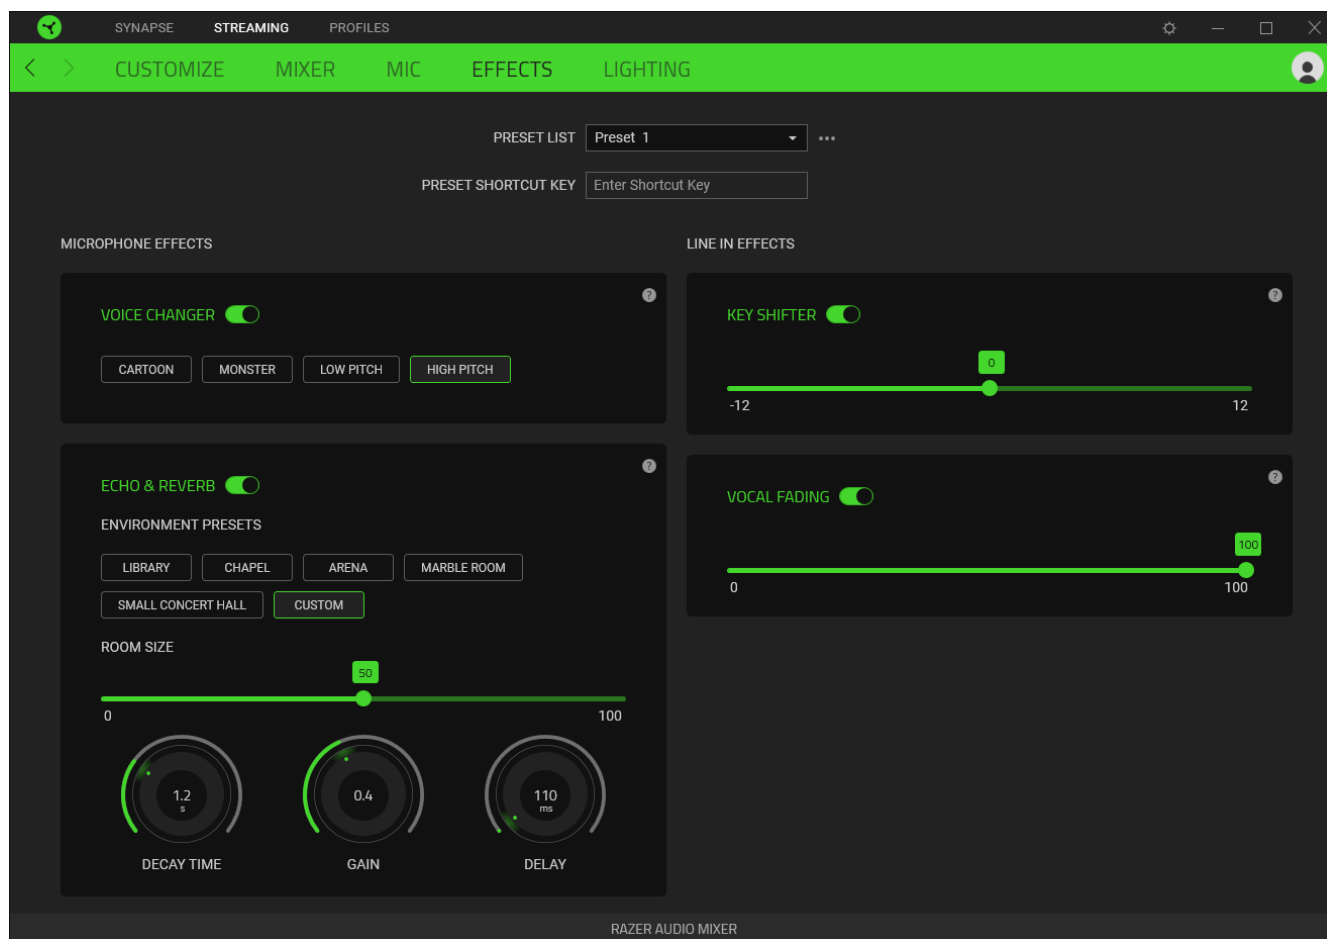 SYNAPSE STREAMING PROFILES
CUSTOMIZE MIXER MIC EFFECTS LIGHTING
PRESET LIST Preset 1
PRESET SHORTCUT KEY Enter Shortcut Key
MICROPHONE EFFECTS
VOICE CHANGER
?
CARTOON MONSTER LOW PITCH HIGH PITCH
ECHO & REVERB
?
ENVIRONMENT PRESETS
LIBRARY CHAPEL ARENA MARBLE ROOM
SMALL CONCERT HALL CUSTOM
ROOM SIZE
50
0 100
1.2 s
0.4
110 ms
DECAY TIME GAIN DELAY
LINE IN EFFECTS
KEY SHIFTER
?
0
-12 12
VOCAL FADING
?
100
0 100
RAZER AUDIO MIXER